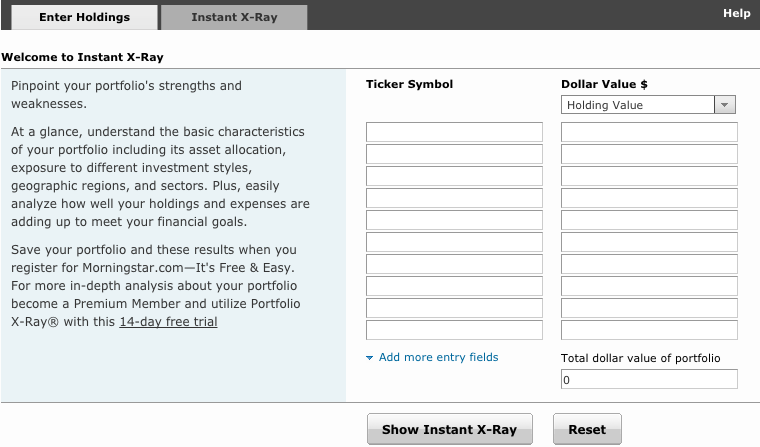 Enter Holdings
Instant X-Ray
Help
Welcome to Instant X-Ray
Pinpoint your portfolio's strengths and
weaknesses.
At a glance, understand the basic characteristics
of your portfolio including its asset allocation,
exposure to different investment styles,
geographic regions, and sectors. Plus, easily
analyze how well your holdings and expenses are
adding up to meet your financial goals.
Save your portfolio and these results when you
register for Morningstar.com—It's Free & Easy.
For more in-depth analysis about your portfolio
become a Premium Member and utilize Portfolio
X-Ray® with this 14-day free trial
Ticker Symbol
Dollar Value $
Holding Value
Add more entry fields
Total dollar value of portfolio
0
Show Instant X-Ray
Reset